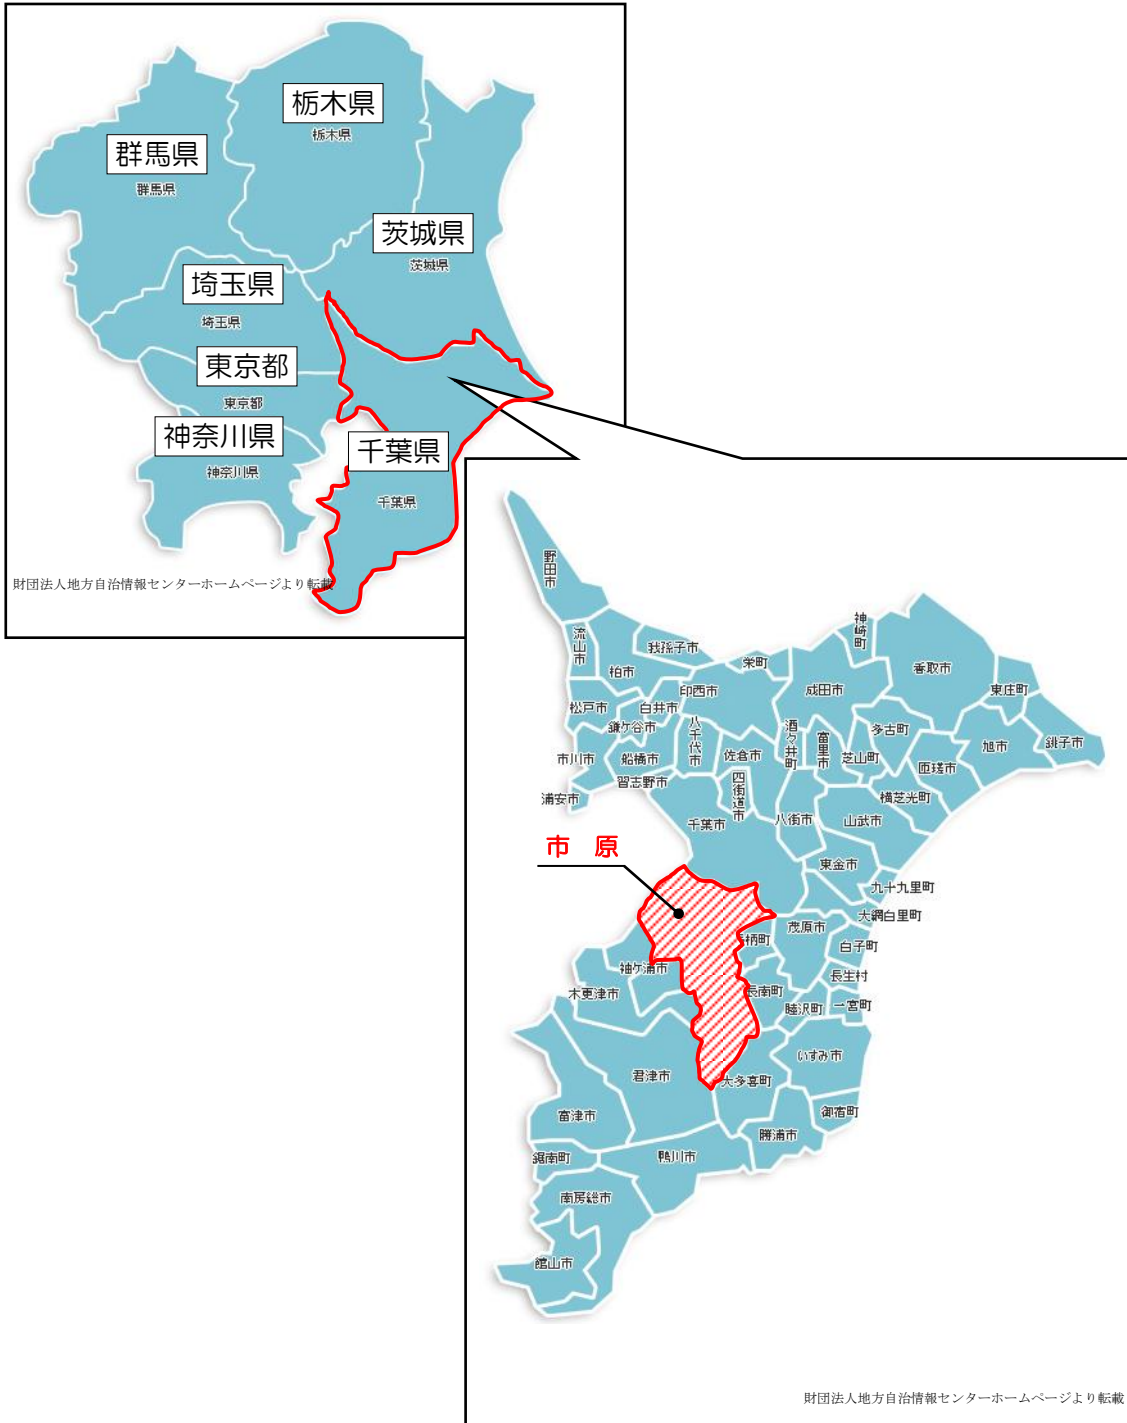 栃木県
栃木県
群馬県
群馬県
茨城県
茨城県
埼玉県
埼玉県
東京都
東京都
神奈川県
神奈川県
千葉県
千葉県
財団法人地方自治情報センターホームページより転載
野田市
流山市
柏市
我孫子市
栄町
神崎町
香取市
東庄町
印西市
成田市
松戸市
白井市
鎌ケ谷市
八千代市
酒々井町
富里市
多古町
旭市
銚子市
市川市
船橋市
佐倉市
芝山町
匝瑳市
習志野市
四街道市
横芝光町
浦安市
千葉市
八街市
山武市
市 原
東金市
九十九里町
大網白里町
茂原市
長柄町
白子町
袖ケ浦市
長生村
木更津市
長南町
睦沢町
一宮町
いすみ市
君津市
大多喜町
富津市
御宿町
勝浦市
鋸南町
鴨川市
南房総市
館山市
財団法人地方自治情報センターホームページより転載